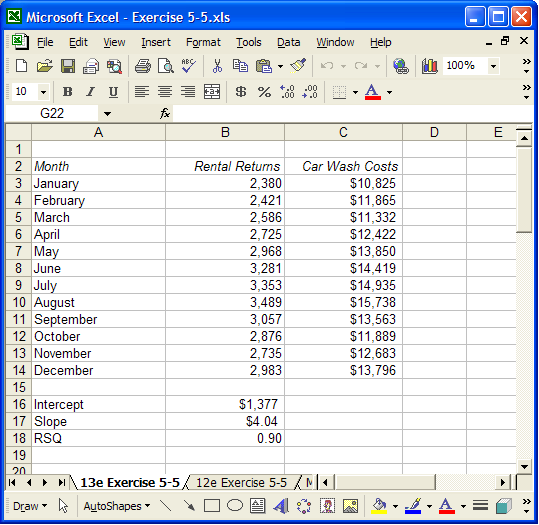 Microsoft Excel - Exercise 5-5.xls
File Edit View Insert Format Tools Data Window Help
100%
10 B I U $ % , .00
G22 fx
A B C D E
1
2 Month Rental Returns Car Wash Costs
3 January 2,380 $10,825
4 February 2,421 $11,865
5 March 2,586 $11,332
6 April 2,725 $12,422
7 May 2,968 $13,850
8 June 3,281 $14,419
9 July 3,353 $14,935
10 August 3,489 $15,738
11 September 3,057 $13,563
12 October 2,876 $11,889
13 November 2,735 $12,683
14 December 2,983 $13,796
15
16 Intercept $1,377
17 Slope $4.04
18 RSQ 0.90
19
20
13e Exercise 5-5 12e Exercise 5-5
Draw AutoShapes